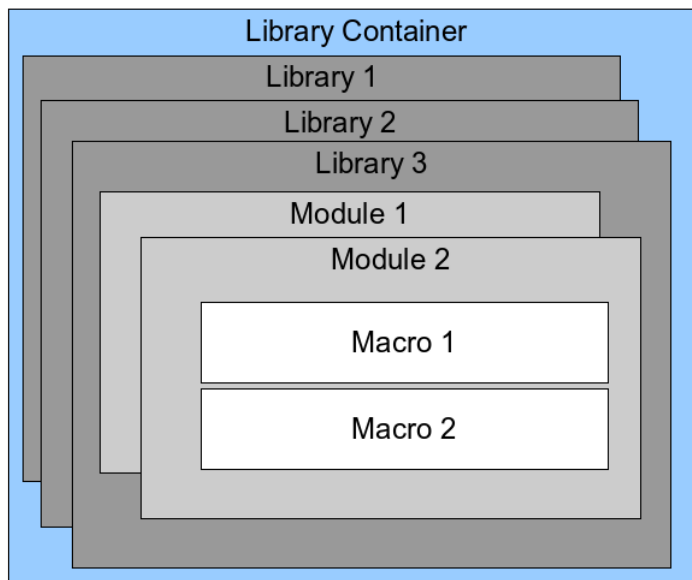 Library Container
Library 1
Library 2
Library 3
Module 1
Module 2
Macro 1
Macro 2